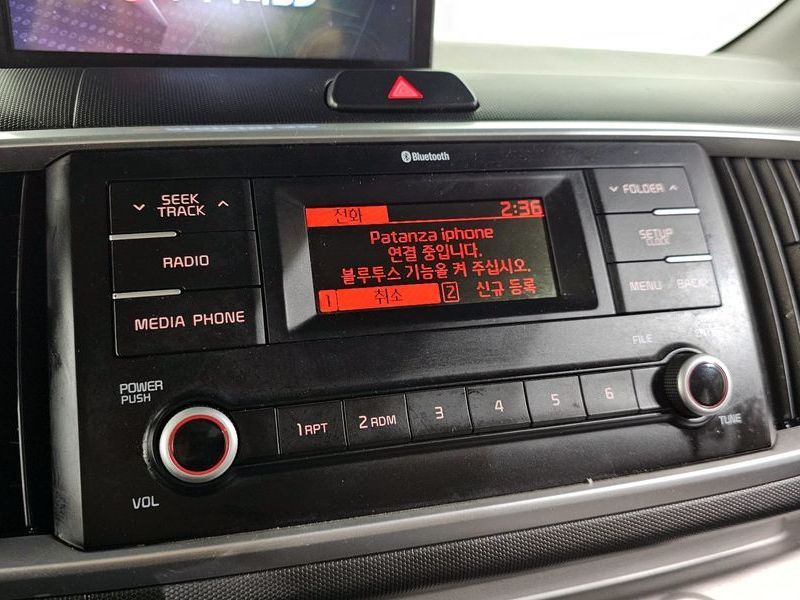 Bluetooth
SEEK
TRACK
RADIO
MEDIA PHONE
전화 2:36
Patanza iphone
연결 중입니다.
블루투스 기능을 켜 주십시오.
1 취소 2 신규 등록
FOLDER
SETUP
CLOCK
MENU / BACK
POWER
PUSH
VOL
1 RPT 2 RDM 3 4 5 6
FILE
TUNE